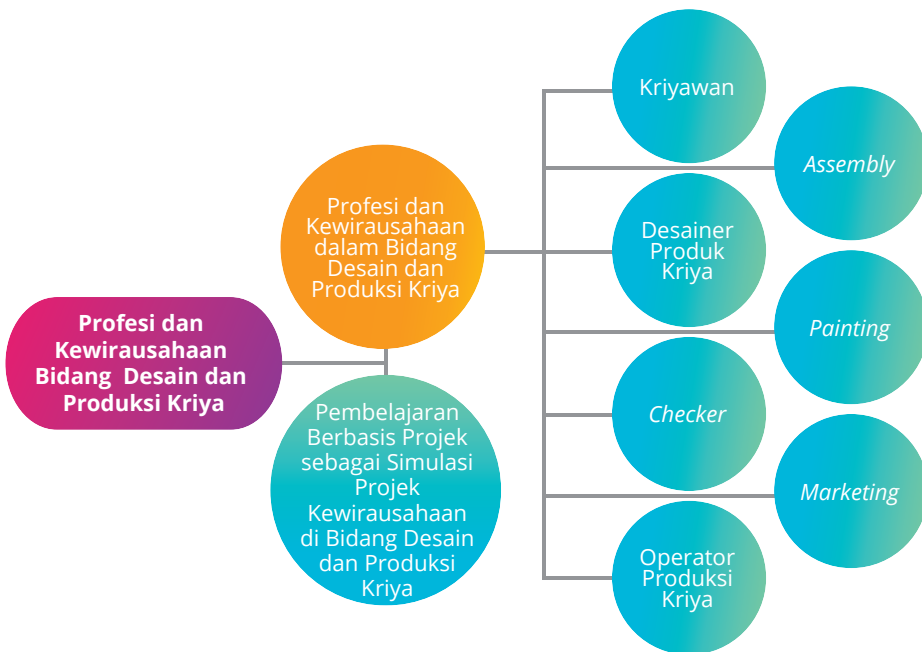 Profesi dan
Kewirausahaan
Bidang Desain dan
Produksi Kriya
Profesi dan
Kewirausahaan
dalam Bidang
Desain dan
Produksi Kriya
Pembelajaran
Berbasis Projek
sebagai Simulasi
Projek
Kewirausahaan
di Bidang Desain
dan Produksi
Kriya
Kriyawan
Assembly
Desainer
Produk
Kriya
Painting
Checker
Marketing
Operator
Produksi
Kriya